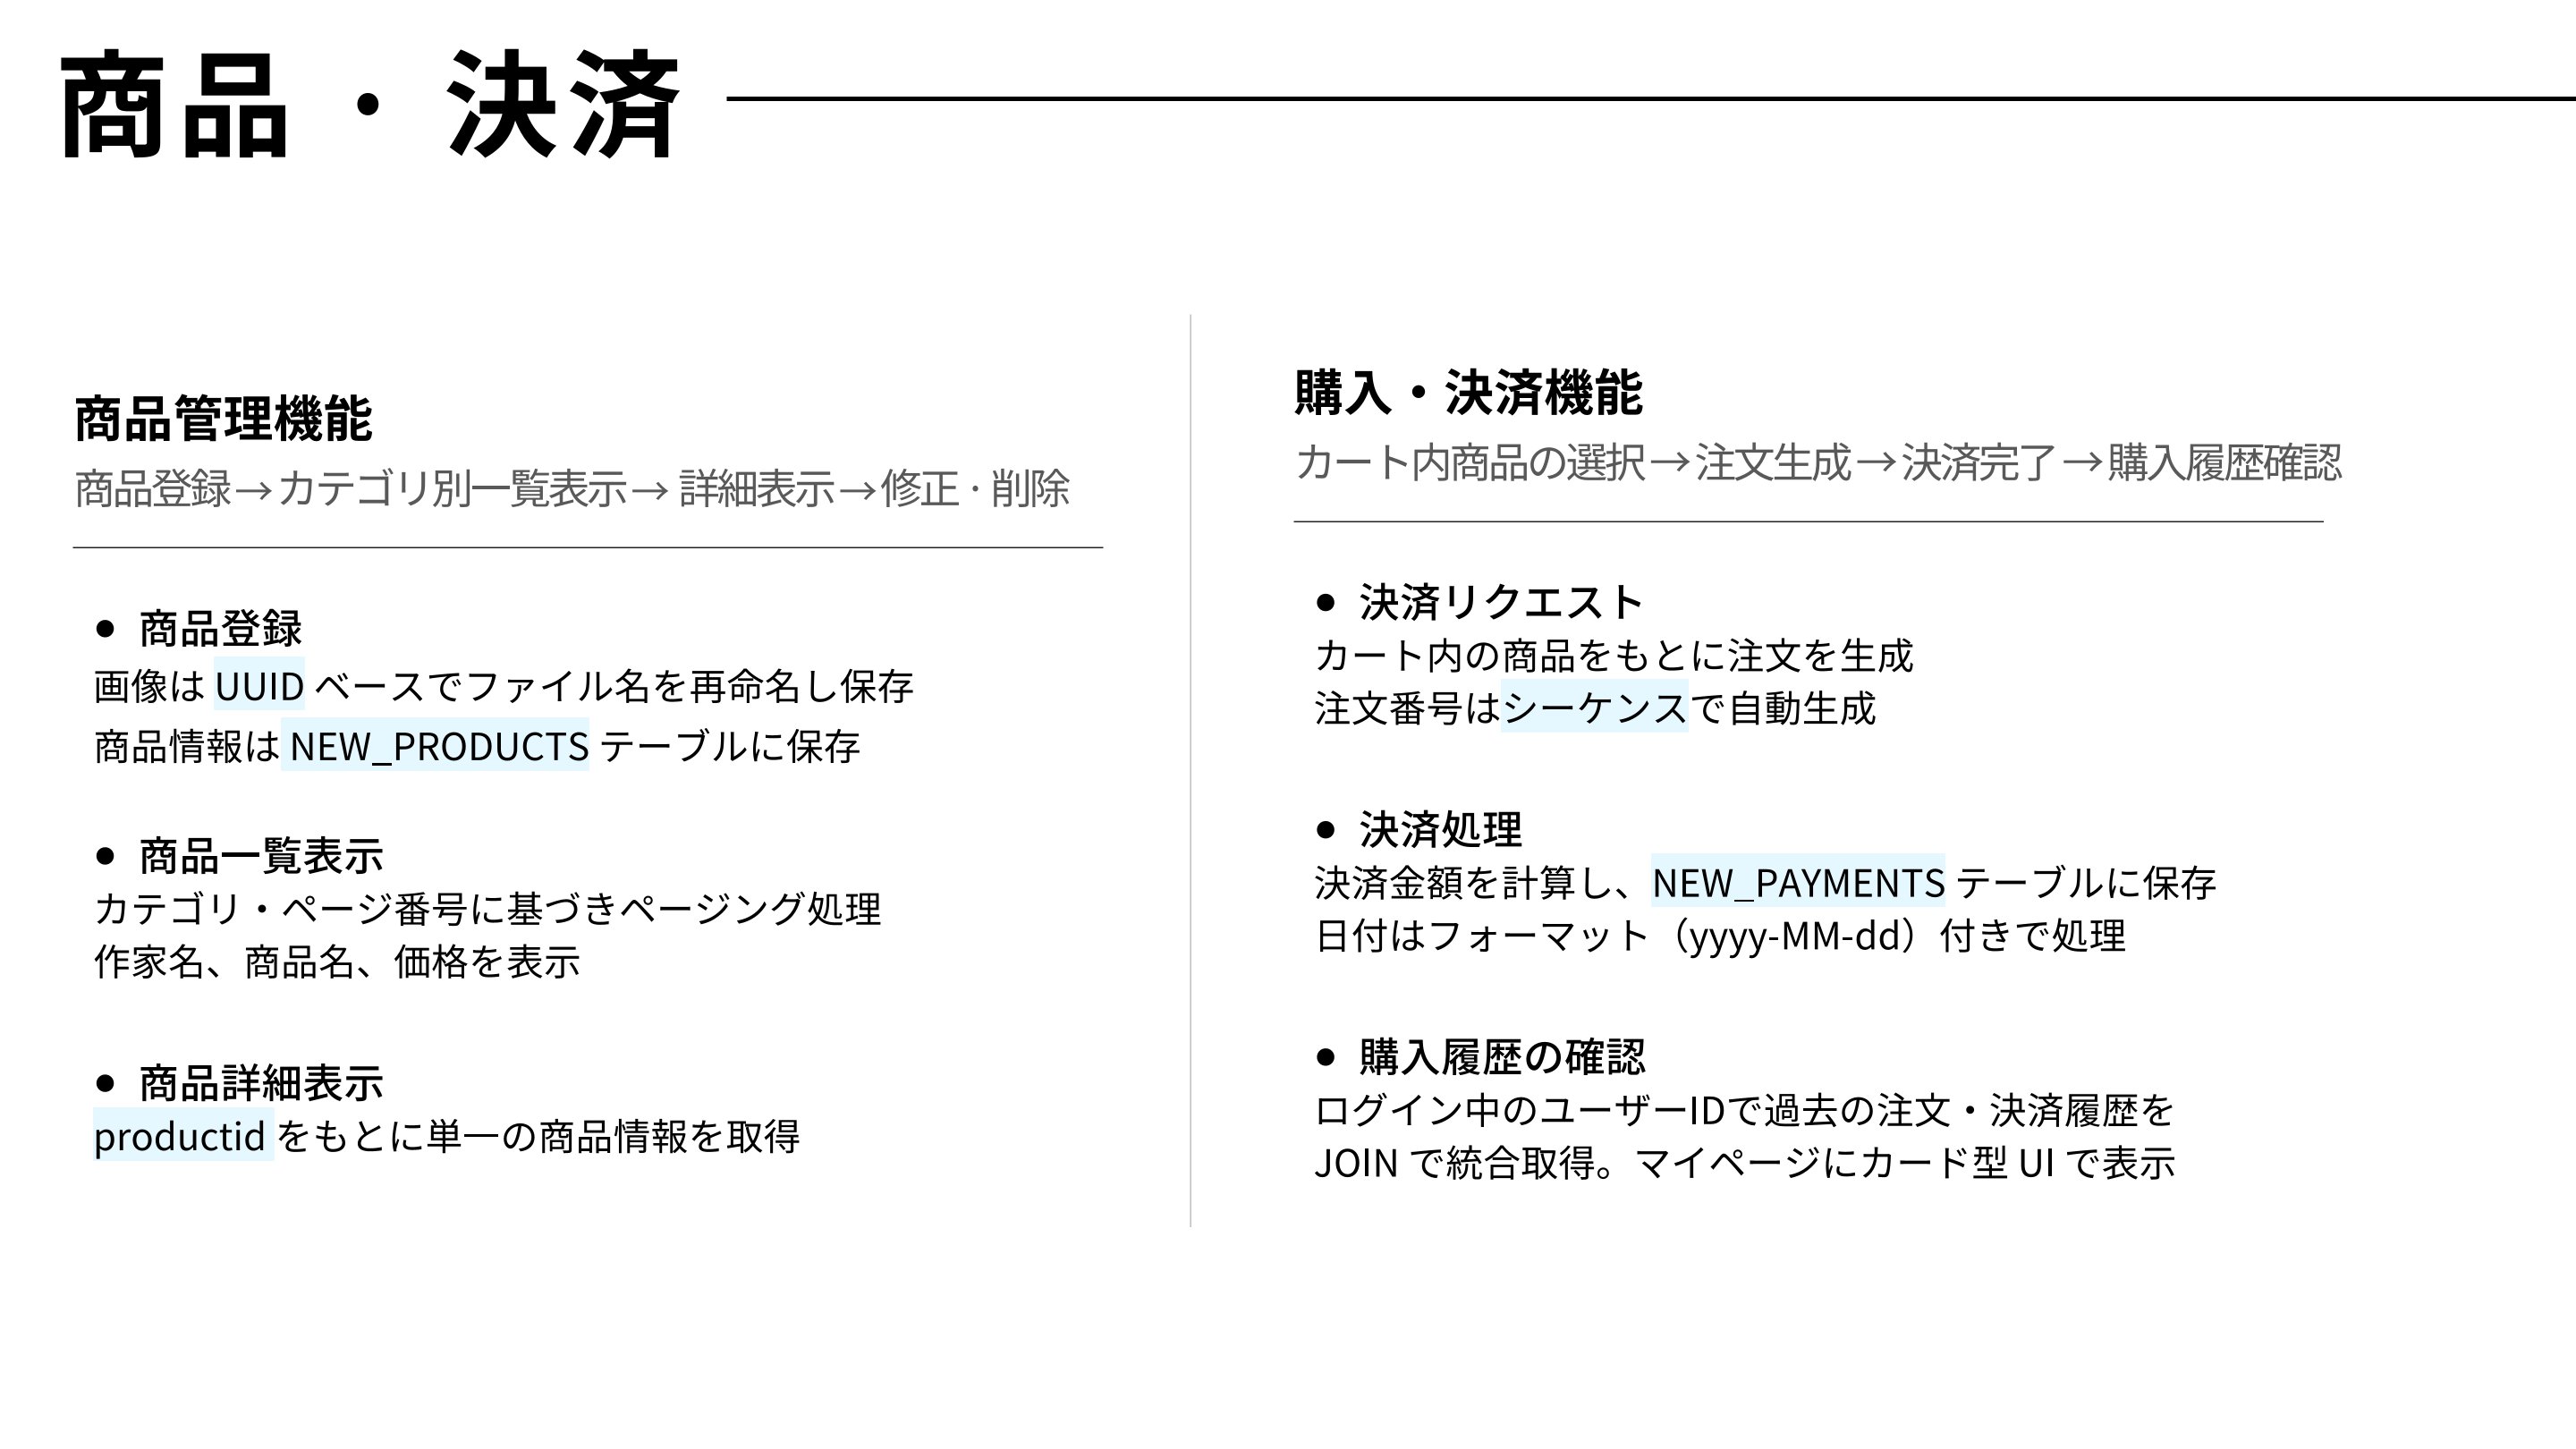 商品・決済
商品管理機能
商品登録→カテゴリ別一覧表示→ 詳細表示→修正・削除
● 商品登録
画像は UUID ベースでファイル名を再命名し保存
商品情報は NEW_PRODUCTS テーブルに保存
● 商品一覧表示
カテゴリ・ページ番号に基づきページング処理
作家名、商品名、価格を表示
● 商品詳細表示
productid をもとに単一の商品情報を取得
購入・決済機能
カート内商品の選択→注文生成→決済完了→購入履歴確認
● 決済リクエスト
カート内の商品をもとに注文を生成
注文番号はシーケンスで自動生成
● 決済処理
決済金額を計算し、NEW_PAYMENTS テーブルに保存
日付はフォーマット（yyyy-MM-dd）付きで処理
● 購入履歴の確認
ログイン中のユーザーIDで過去の注文・決済履歴を
JOIN で統合取得。マイページにカード型 UI で表示